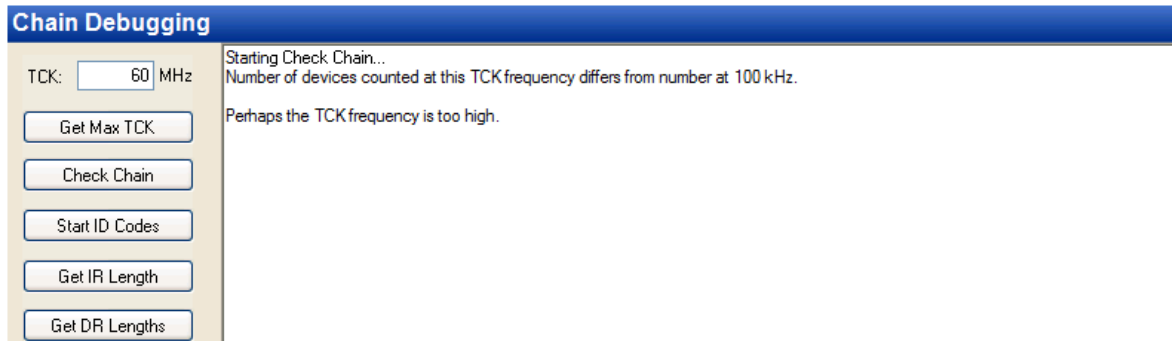 Chain Debugging
TCK: 60 MHz
Get Max TCK
Check Chain
Start ID Codes
Get IR Length
Get DR Lengths
Starting Check Chain...
Number of devices counted at this TCK frequency differs from number at 100 kHz.
Perhaps the TCK frequency is too high.